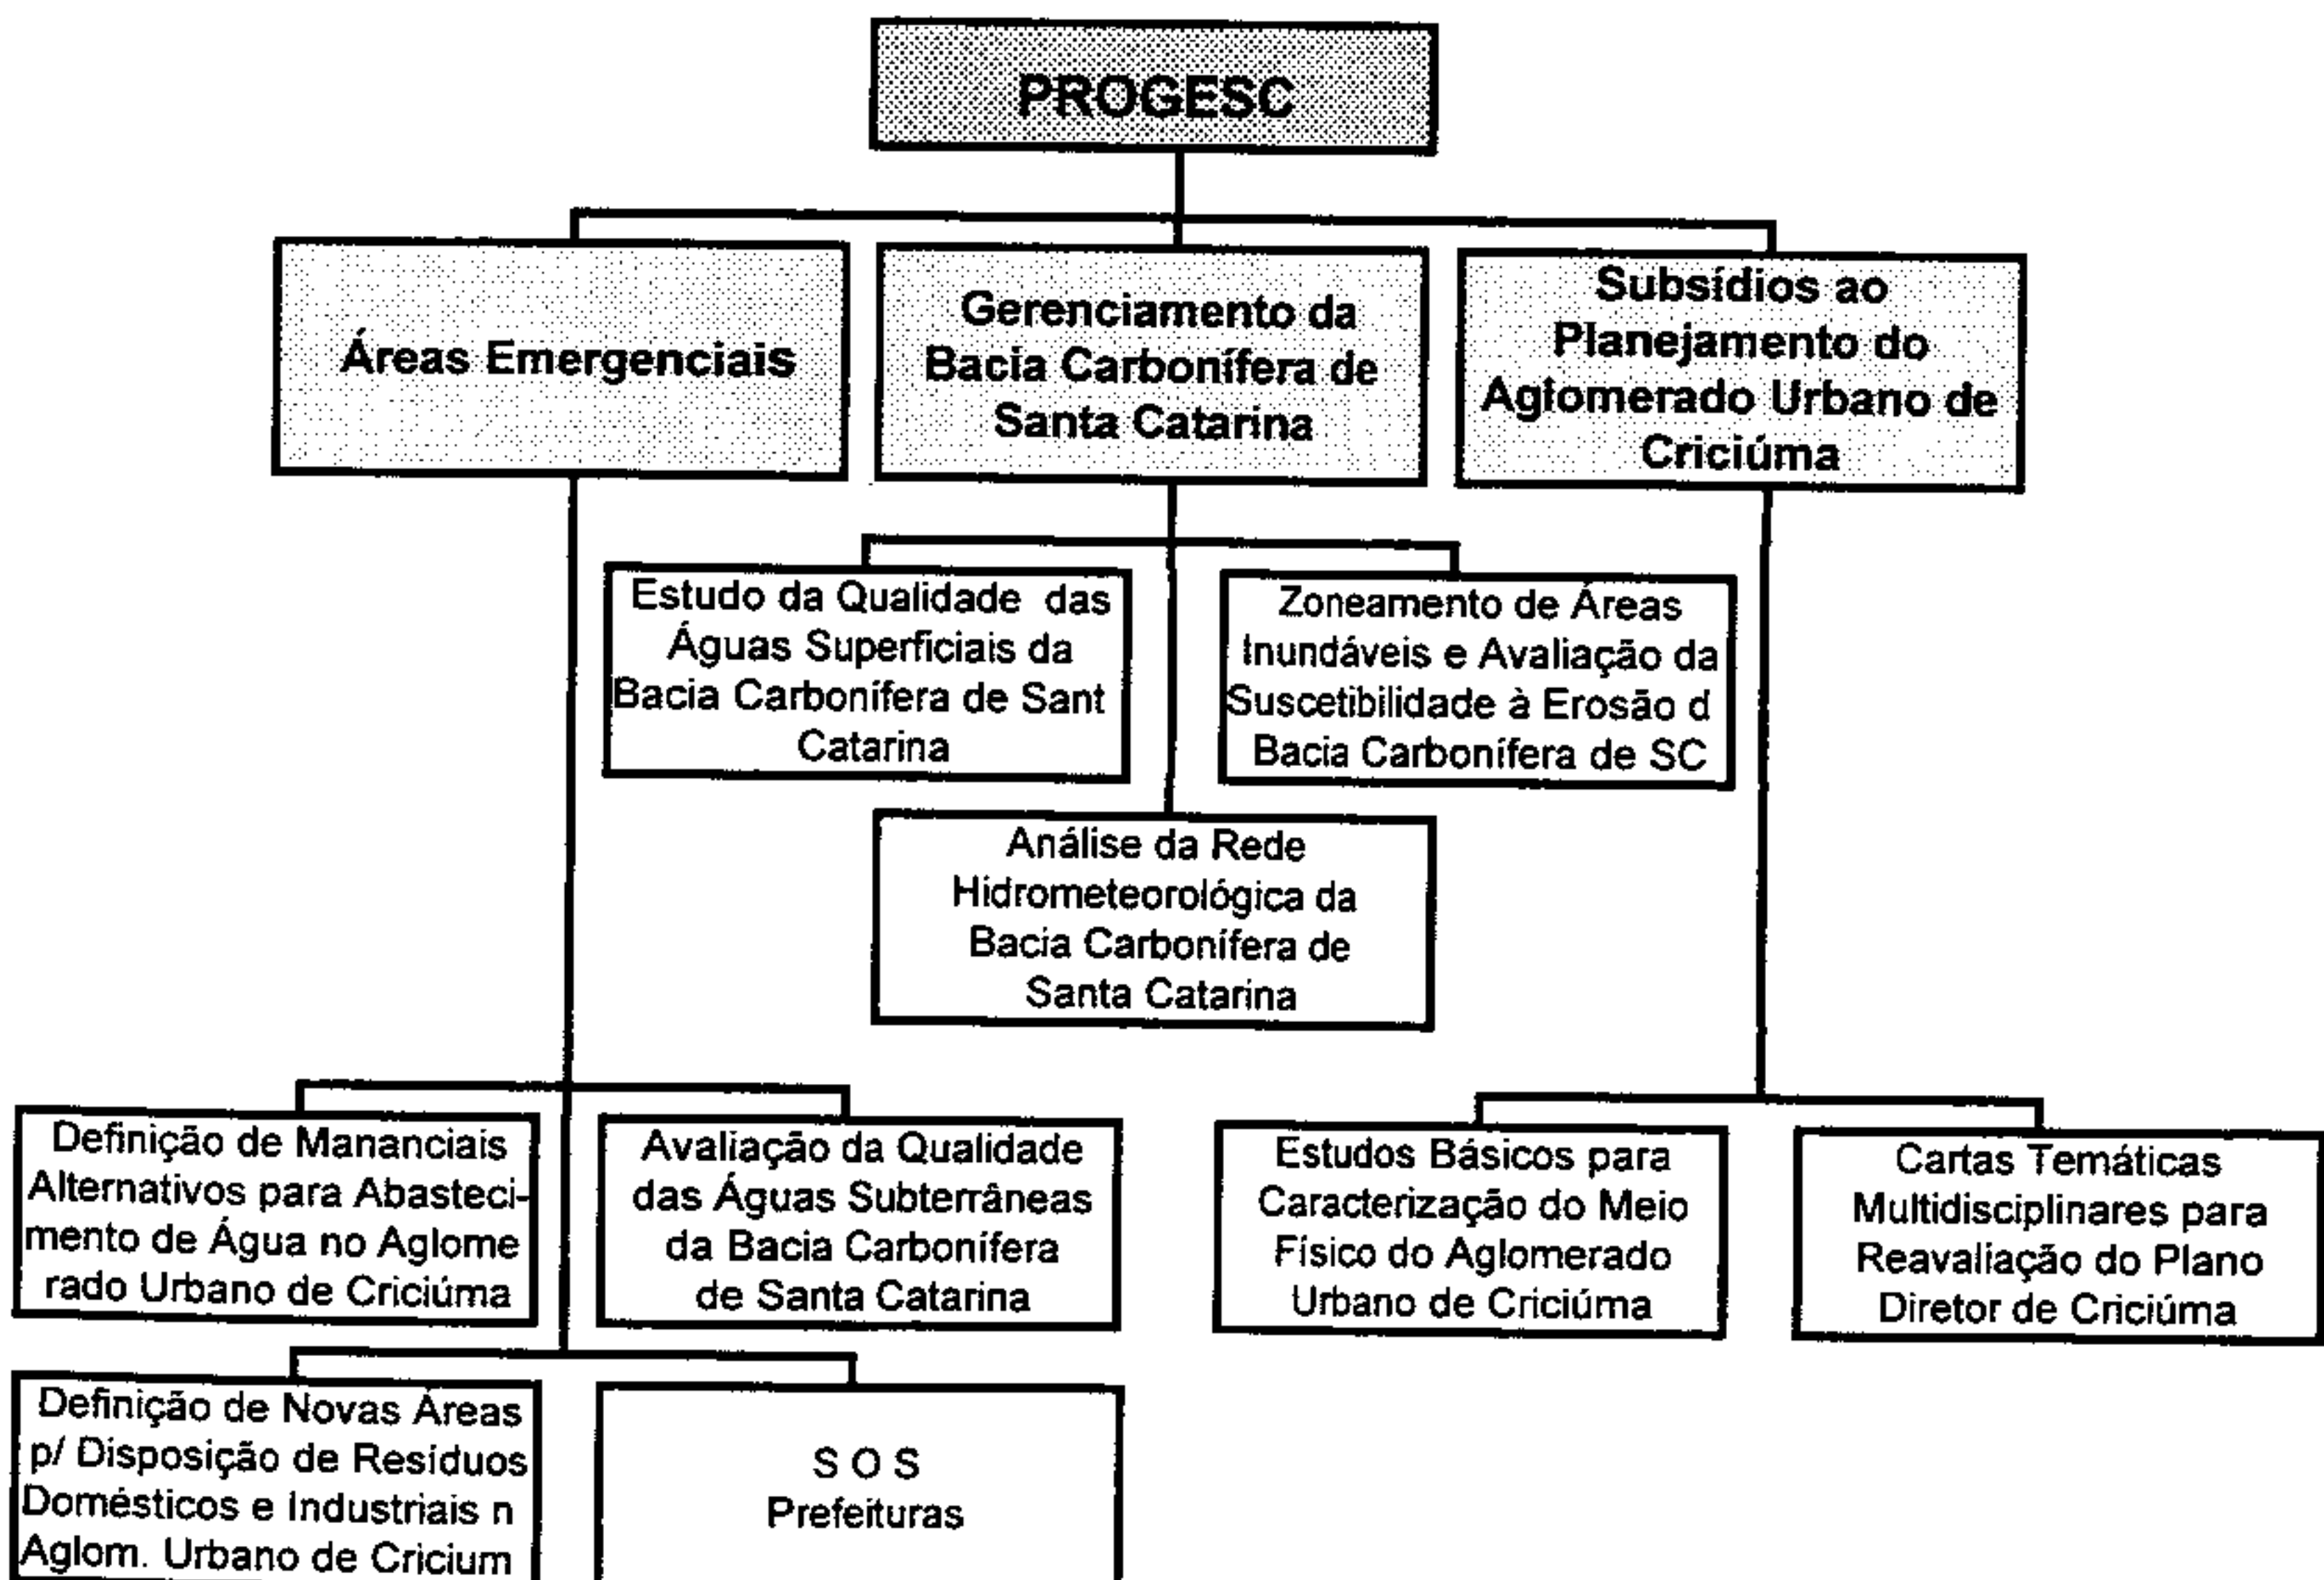 PROGESC
Áreas Emergenciais
Gerenciamento da
Bacia Carbonífera de
Santa Catarina
Subsídios ao
Planejamento do
Aglomerado Urbano de
Criciúma
Estudo da Qualidade das
Águas Superficiais da
Bacia Carbonífera de Sant
Catarina
Zoneamento de Áreas
Inundáveis e Avaliação da
Suscetibilidade à Erosão d
Bacia Carbonífera de SC
Análise da Rede
Hidrometeorológica da
Bacia Carbonífera de
Santa Catarina
Definição de Mananciais
Alternativos para Abasteci-
mento de Água no Aglome
rado Urbano de Criciúma
Avaliação da Qualidade
das Águas Subterrâneas
da Bacia Carbonífera
de Santa Catarina
Estudos Básicos para
Caracterização do Meio
Físico do Aglomerado
Urbano de Criciúma
Cartas Temáticas
Multidisciplinares para
Reavaliação do Plano
Diretor de Criciúma
Definição de Novas Áreas
p/ Disposição de Resíduos
Domésticos e Industriais n
Aglom. Urbano de Cricium
S O S
Prefeituras